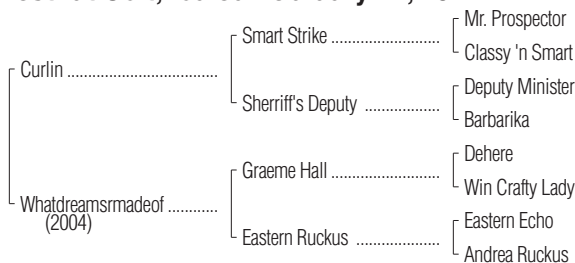 Smart Strike ........................ Mr. Prospector
Classy 'n Smart
Curlin .................................
Sherriff's Deputy ................. Deputy Minister
Barbarika
Graeme Hall ........................ Dehere
Win Crafty Lady
Whatdreamsrmadeof ...........
(2004)
Eastern Ruckus .................. Eastern Echo
Andrea Ruckus